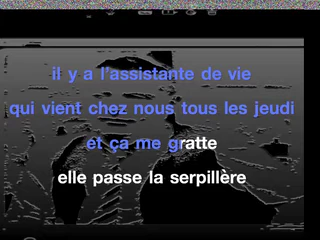 il y a l'assistante de vie
qui vient chez nous tous les jeudi
et ça me gratte
elle passe la serpillère